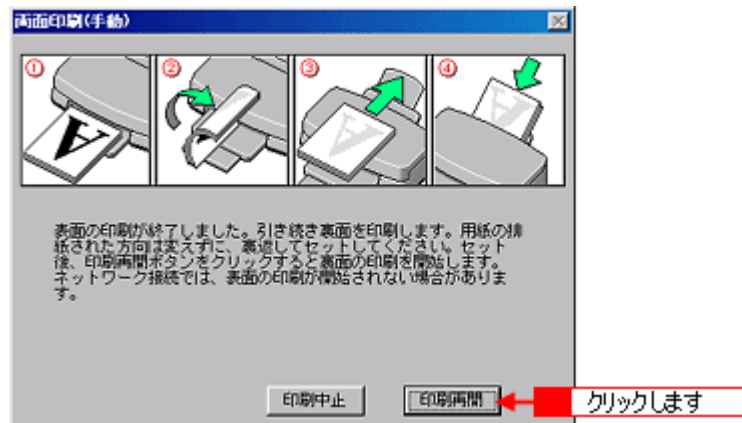 両面印刷(手動)
① ② ③ ④
A
表面の印刷が終了しました。引き続き裏面を印刷します。用紙の排
紙された方向は変えずに、裏返してセットしてください。セット
後、印刷再開ボタンをクリックすると裏面の印刷を開始します。
ネットワーク接続では、表面の印刷が開始されない場合がありま
す。
印刷中止 印刷再開 クリックします